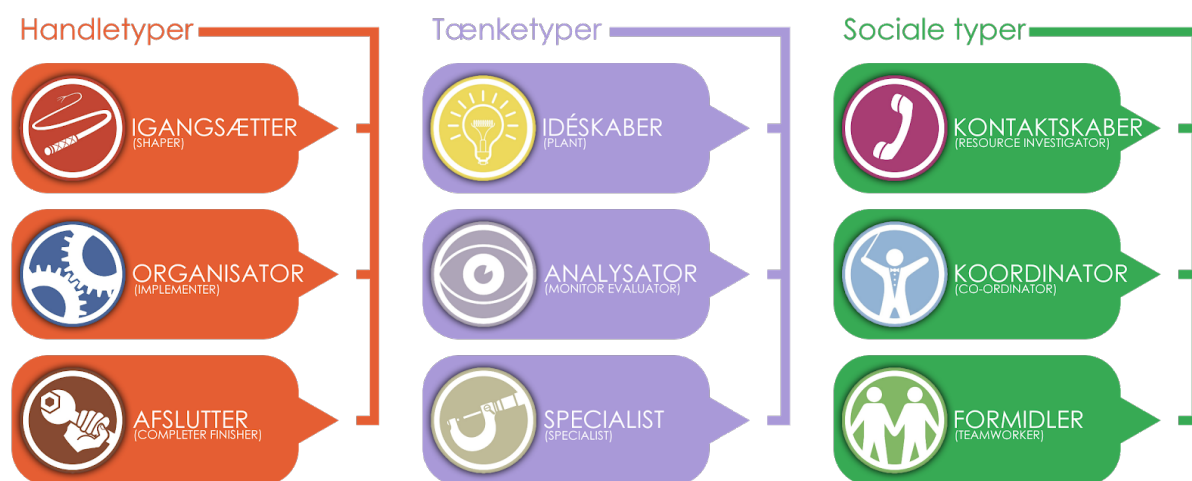 Handletyper
IGANGSÆTTER
(SHAPER)
ORGANISATOR
(IMPLEMENTER)
AFSLUTTER
(COMPLETER FINISHER)
Tænketyper
IDÉSKABER
(PLANT)
ANALYSATOR
(MONITOR EVALUATOR)
SPECIALIST
(SPECIALIST)
Sociale typer
KONTAKTSKABER
(RESOURCE INVESTIGATOR)
KOORDINATOR
(CO-ORDINATOR)
FORMIDLER
(TEAMWORKER)